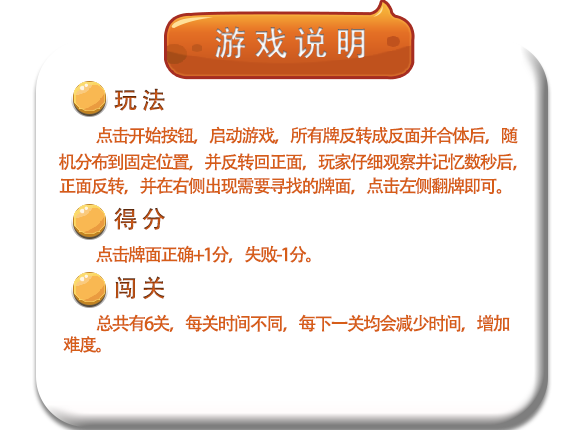 游戏说明
玩法
点击开始按钮，启动游戏，所有牌反转成反面并合体后，随
机分布到固定位置，并反转回正面，玩家仔细观察并记忆数秒后，
正面反转，并在右侧出现需要寻找的牌面，点击左侧翻牌即可。
得分
点击牌面正确+1分，失败-1分。
闯关
总共有6关，每关时间不同，每下一关均会减少时间，增加
难度。